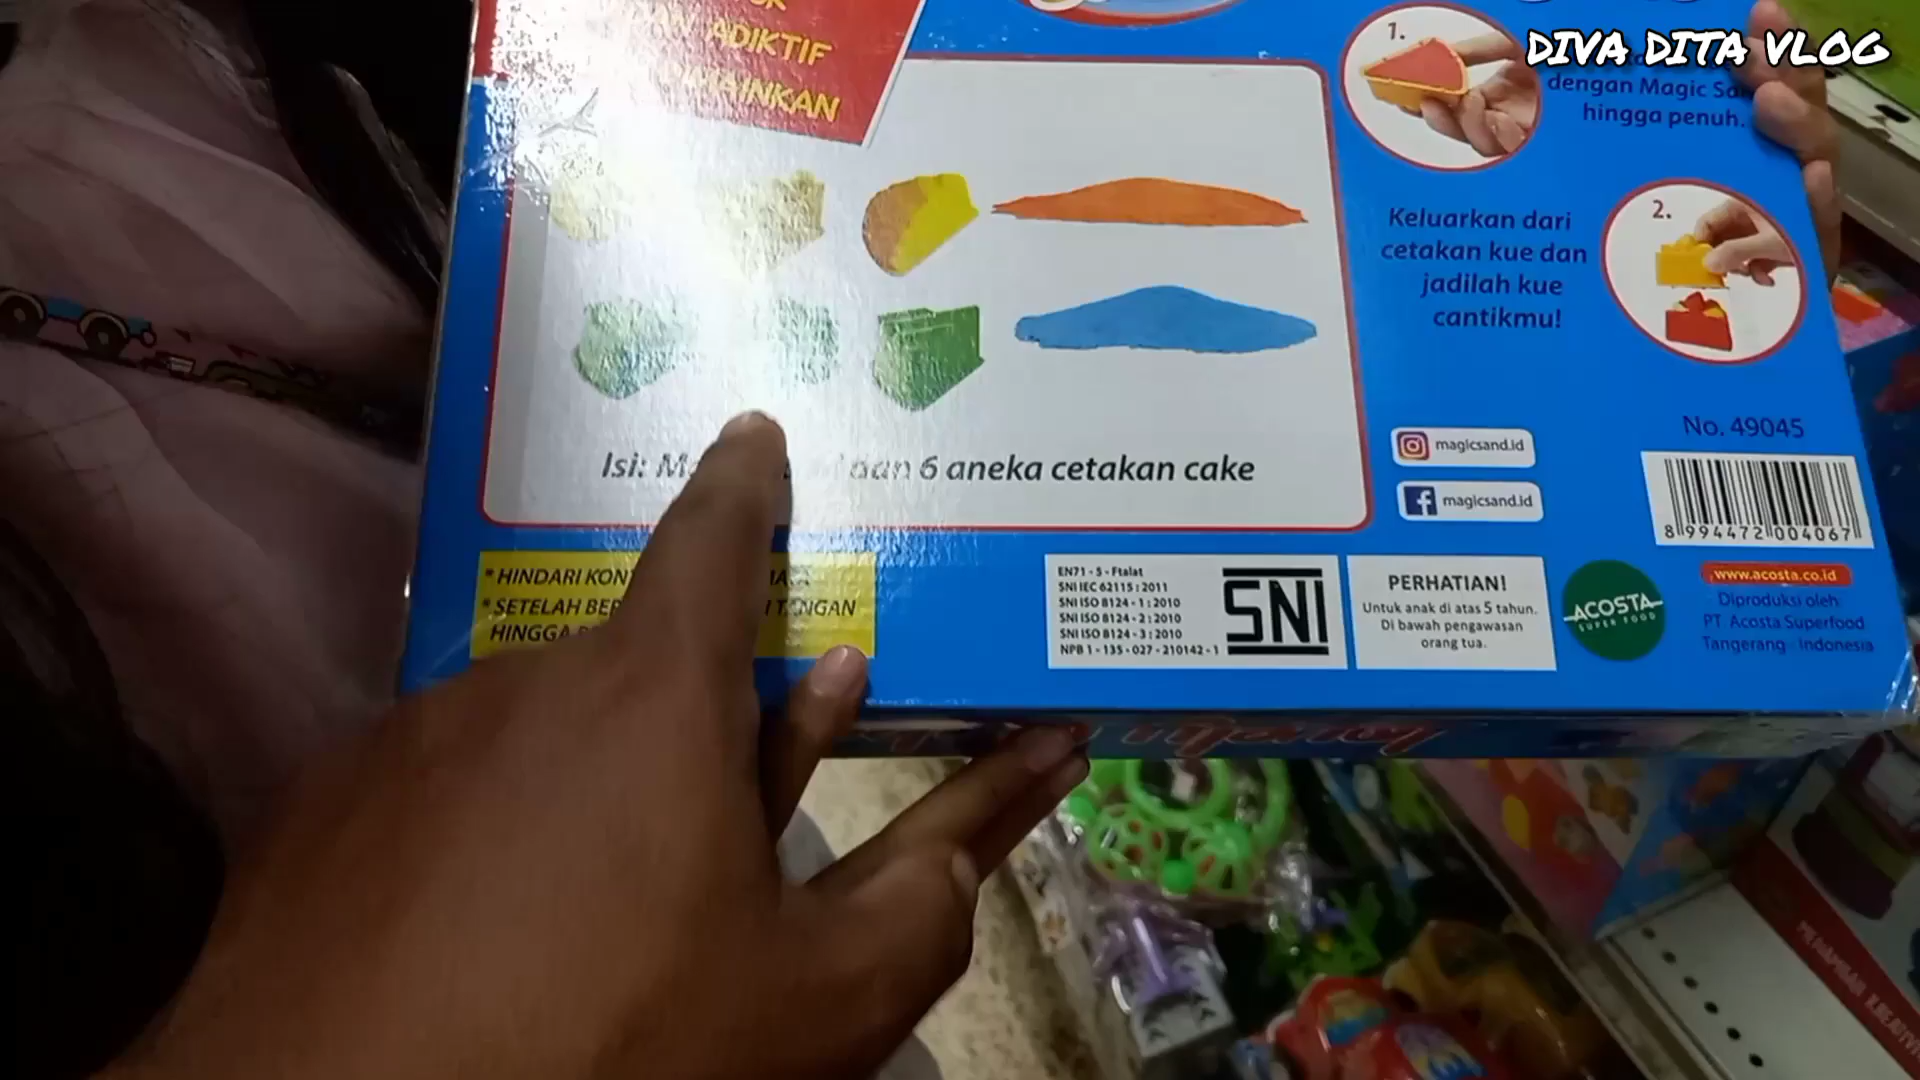 DIVA DITA VLOG
ADIKTIF
1.
dengan Magic
hingga penuh.
Keluarkan dari
cetakan kue dan
jadilah kue
cantikmu!
2.
Isi: dan 6 aneka cetakan cake
magicsand.id
magicsand.id
No. 49045
8 994472 004067
* HINDARI
* SETELAH TANGAN
HINGGA
EN71 - 5 - Ftalat
SNI IEC 62115 : 2011
SNI ISO 8124 - 1 : 2010
SNI ISO 8124 - 2 : 2010
SNI ISO 8124 - 3 : 2010
NPB 1 - 135 - 027 - 210142 - 1
SNI
PERHATIAN!
Untuk anak di atas 5 tahun.
Di bawah pengawasan
orang tua.
ACOSTA
SUPER FOOD
www.acosta.co.id
Diproduksi oleh:
PT. Acosta Superfood
Tangerang - Indonesia